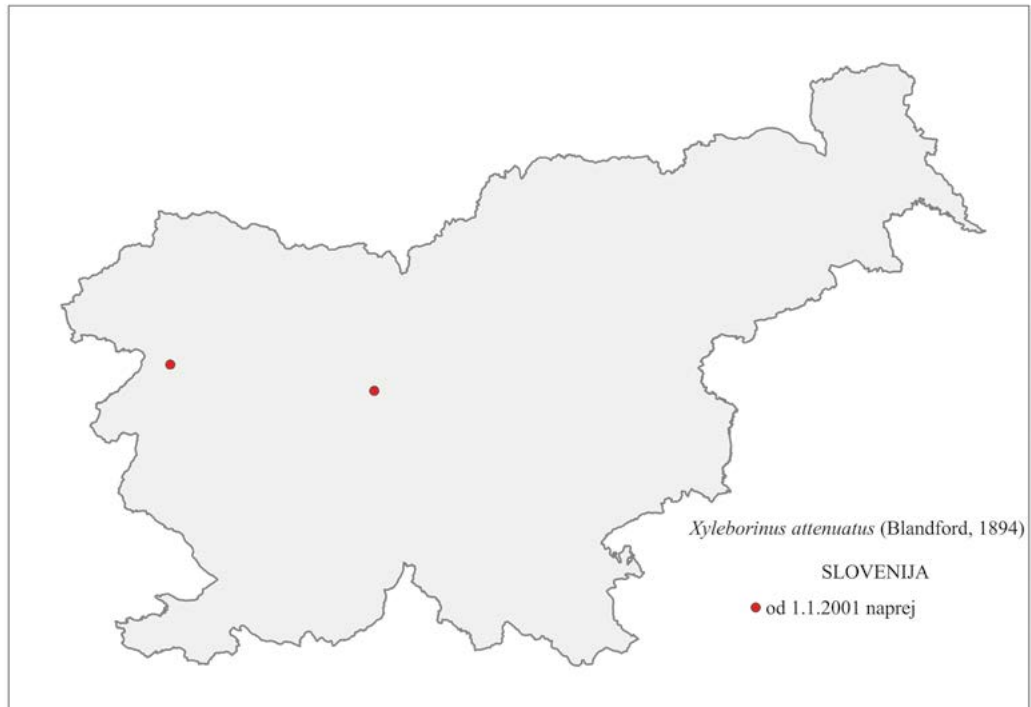 Xyleborinus attenuatus (Blandford, 1894)
SLOVENIJA
od 1.1.2001 naprej